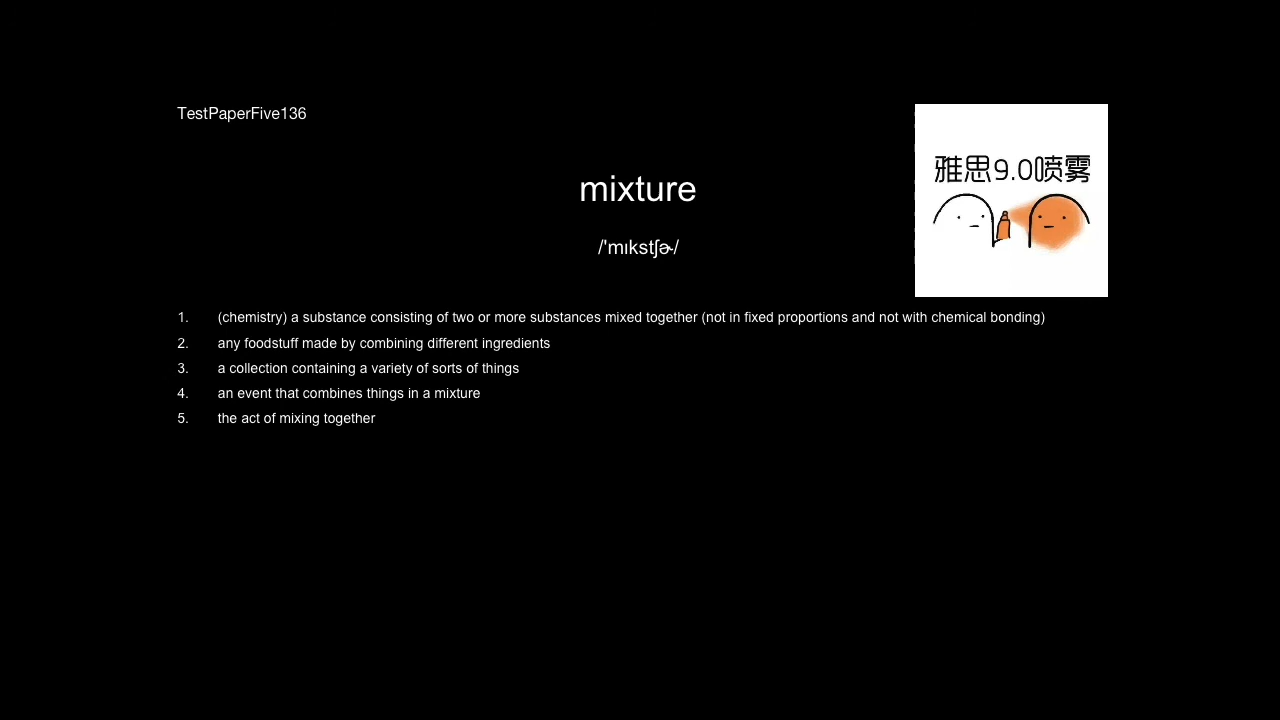 TestPaperFive136
雅思9.0喷雾
mixture
/'mɪkstʃɚ/
1. (chemistry) a substance consisting of two or more substances mixed together (not in fixed proportions and not with chemical bonding)
2. any foodstuff made by combining different ingredients
3. a collection containing a variety of sorts of things
4. an event that combines things in a mixture
5. the act of mixing together